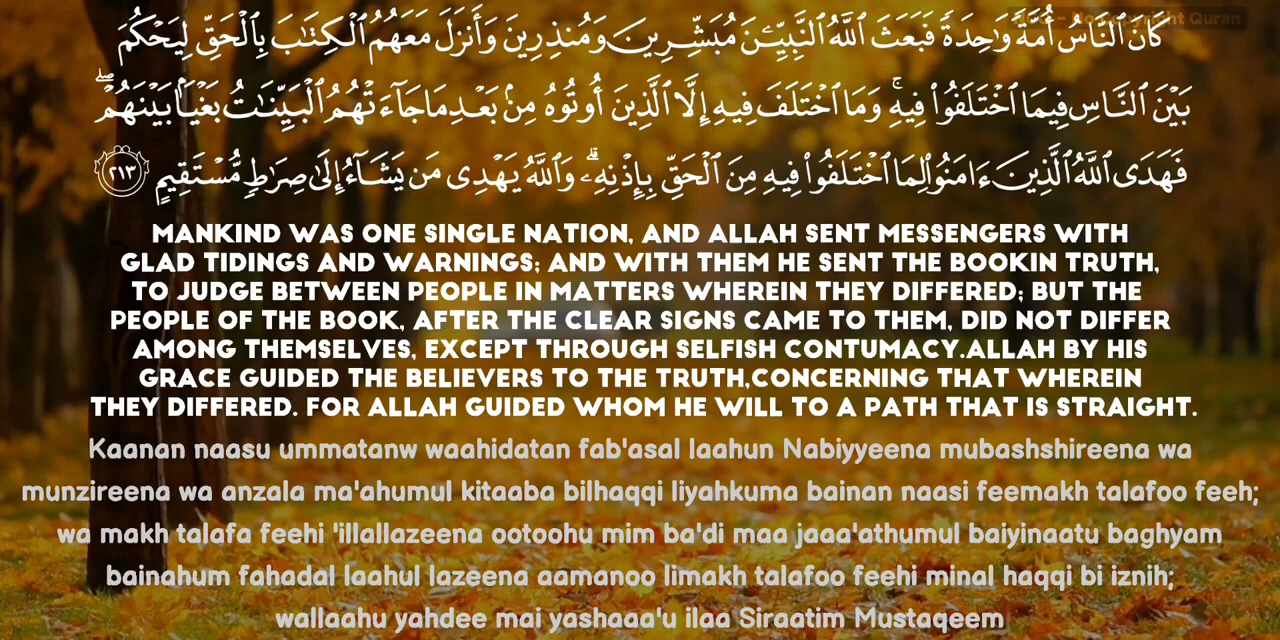 No Copyright Quran
كَانَ ٱلنَّاسُ أُمَّةً وَٰحِدَةً فَبَعَثَ ٱللَّهُ ٱلنَّبِيِّـۧنَ مُبَشِّرِينَ وَمُنذِرِينَ وَأَنزَلَ مَعَهُمُ ٱلْكِتَٰبَ بِٱلْحَقِّ لِيَحْكُمَ
بَيْنَ ٱلنَّاسِ فِيمَا ٱخْتَلَفُوا۟ فِيهِ ۚ وَمَا ٱخْتَلَفَ فِيهِ إِلَّا ٱلَّذِينَ أُوتُوهُ مِنۢ بَعْدِ مَا جَآءَتْهُمُ ٱلْبَيِّنَٰتُ بَغْيًۢا بَيْنَهُمْ ۖ
فَهَدَى ٱللَّهُ ٱلَّذِينَ ءَامَنُوا۟ لِمَا ٱخْتَلَفُوا۟ فِيهِ مِنَ ٱلْحَقِّ بِإِذْنِهِۦ ۗ وَٱللَّهُ يَهْدِى مَن يَشَآءُ إِلَىٰ صِرَٰطٍ مُّسْتَقِيمٍ ٢١٣
MANKIND WAS ONE SINGLE NATION, AND ALLAH SENT MESSENGERS WITH
GLAD TIDINGS AND WARNINGS; AND WITH THEM HE SENT THE BOOKIN TRUTH,
TO JUDGE BETWEEN PEOPLE IN MATTERS WHEREIN THEY DIFFERED; BUT THE
PEOPLE OF THE BOOK, AFTER THE CLEAR SIGNS CAME TO THEM, DID NOT DIFFER
AMONG THEMSELVES, EXCEPT THROUGH SELFISH CONTUMACY.ALLAH BY HIS
GRACE GUIDED THE BELIEVERS TO THE TRUTH,CONCERNING THAT WHEREIN
THEY DIFFERED. FOR ALLAH GUIDED WHOM HE WILL TO A PATH THAT IS STRAIGHT.
Kaanan naasu ummatanw waahidatan fab'asal laahun Nabiyyeena mubashshireena wa
munzireena wa anzala ma'ahumul kitaaba bilhaqqi liyahkuma bainan naasi feemakh talafoo feeh;
wa makh talafa feehi 'illallazeena ootoohu mim ba'di maa jaaa'athumul baiyinaatu baghyam
bainahum fahadal laahul lazeena aamanoo limakh talafoo feehi minal haqqi bi iznih;
wallaahu yahdee mai yashaaa'u ilaa Siraatim Mustaqeem